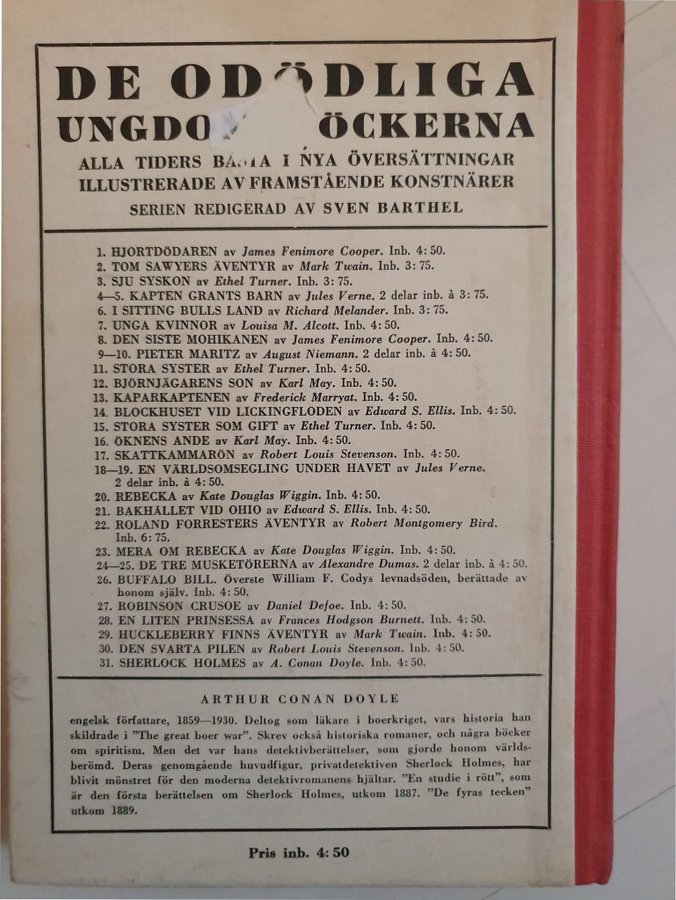 DE ODÖDLIGA
ÖCKERNA
ALLA TIDERS BÄSTA I NYA ÖVERSÄTTNINGAR
ILLUSTRERADE AV FRAMSTÅENDE KONSTNÄRER
SERIEN REDIGERAD AV SVEN BARTHEL
1. HJORTDÖDAREN av James Fenimore Cooper. Inb. 4: 50.
2. TOM SAWYERS ÄVENTYR av Mark Twain. Inb. 3: 75.
3. SJU SYSKON av Ethel Turner. Inb. 3: 75.
4—5. KAPTEN GRANTS BARN av Jules Verne. 2 delar inb. à 3: 75.
6. I SITTING BULLS LAND av Richard Melander. Inb. 3: 75.
7. UNGA KVINNOR av Louisa M. Alcott. Inb. 4: 50.
8. DEN SISTE MOHIKANEN av James Fenimore Cooper. Inb. 4: 50.
9—10. PIETER MARITZ av August Niemann. 2 delar inb. à 4: 50.
11. STORA SYSTER av Ethel Turner. Inb. 4: 50.
12. BJÖRNJÄGARENS SON av Karl May. Inb. 4: 50.
13. KAPARKAPTENEN av Frederick Marryat. Inb. 4: 50.
14. BLOCKHUSET VID LICKINGFLODEN av Edward S. Ellis. Inb. 4: 50.
15. STORA SYSTER SOM GIFT av Ethel Turner. Inb. 4: 50.
16. ÖKNENS ANDE av Karl May. Inb. 4: 50.
17. SKATTKAMMARÖN av Robert Louis Stevenson. Inb. 4: 50.
18—19. EN VÄRLDSOMSEGLING UNDER HAVET av Jules Verne.
2 delar inb. à 4: 50.
20. REBECKA av Kate Douglas Wiggin. Inb. 4: 50.
21. BAKHÅLLET VID OHIO av Edward S. Ellis. Inb. 4: 50.
22. ROLAND FORRESTERS ÄVENTYR av Robert Montgomery Bird.
Inb. 6: 75.
23. MERA OM REBECKA av Kate Douglas Wiggin. Inb. 4: 50.
24—25. DE TRE MUSKETÖRERNA av Alexandre Dumas. 2 delar inb. à 4: 50.
26. BUFFALO BILL. Överste William F. Codys levnadsöden, berättade av
honom själv. Inb. 4: 50.
27. ROBINSON CRUSOE av Daniel Defoe. Inb. 4: 50.
28. EN LITEN PRINSESSA av Frances Hodgson Burnett. Inb. 4: 50.
29. HUCKLEBERRY FINNS ÄVENTYR av Mark Twain. Inb. 4: 50.
30. DEN SVARTA PILEN av Robert Louis Stevenson. Inb. 4: 50.
31. SHERLOCK HOLMES av A. Conan Doyle. Inb. 4: 50.
ARTHUR CONAN DOYLE
engelsk författare, 1859—1930. Deltog som läkare i boerkriget, vars historia han
skildrade i "The great boer war". Skrev också historiska romaner, och några böcker
om spiritism. Men det var hans detektivberättelser, som gjorde honom världs-
berömd. Deras genomgående huvudfigur, privatdetektiven Sherlock Holmes, har
blivit mönstret för den moderna detektivromanens hjältar. "En studie i rött", som
är den första berättelsen om Sherlock Holmes, utkom 1887. "De fyras tecken"
utkom 1889.
Pris inb. 4: 50